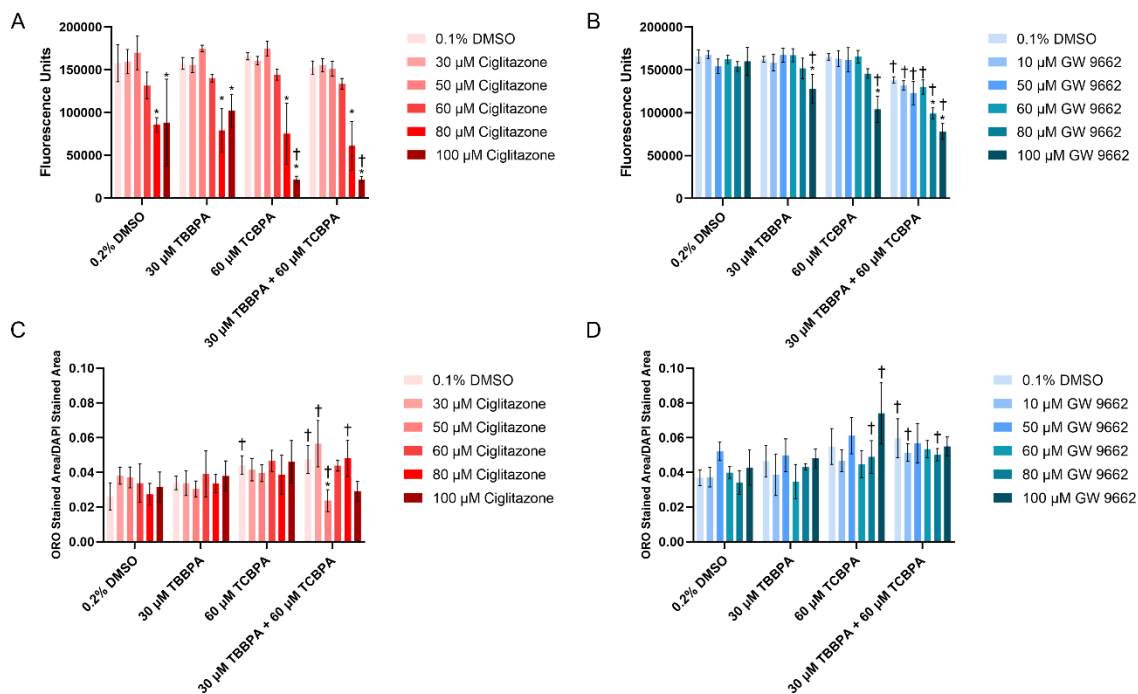 A
200000
150000
100000
50000
0
Fluorescence Units
* * * * * † * * † *
0.2% DMSO
30 µM TBBPA
60 µM TCBPA
30 µM TBBPA + 60 µM TCBPA
0.1% DMSO
30 µM Ciglitazone
50 µM Ciglitazone
60 µM Ciglitazone
80 µM Ciglitazone
100 µM Ciglitazone
B
200000
150000
100000
50000
0
Fluorescence Units
† * † * † † † † † * † *
0.2% DMSO
30 µM TBBPA
60 µM TCBPA
30 µM TBBPA + 60 µM TCBPA
0.1% DMSO
10 µM GW 9662
50 µM GW 9662
60 µM GW 9662
80 µM GW 9662
100 µM GW 9662
C
0.10
0.08
0.06
0.04
0.02
0.00
ORO Stained Area/DAPI Stained Area
† † † † * †
0.2% DMSO
30 µM TBBPA
60 µM TCBPA
30 µM TBBPA + 60 µM TCBPA
0.1% DMSO
30 µM Ciglitazone
50 µM Ciglitazone
60 µM Ciglitazone
80 µM Ciglitazone
100 µM Ciglitazone
D
0.10
0.08
0.06
0.04
0.02
0.00
ORO Stained Area/DAPI Stained Area
† † † † †
0.2% DMSO
30 µM TBBPA
60 µM TCBPA
30 µM TBBPA + 60 µM TCBPA
0.1% DMSO
10 µM GW 9662
50 µM GW 9662
60 µM GW 9662
80 µM GW 9662
100 µM GW 9662